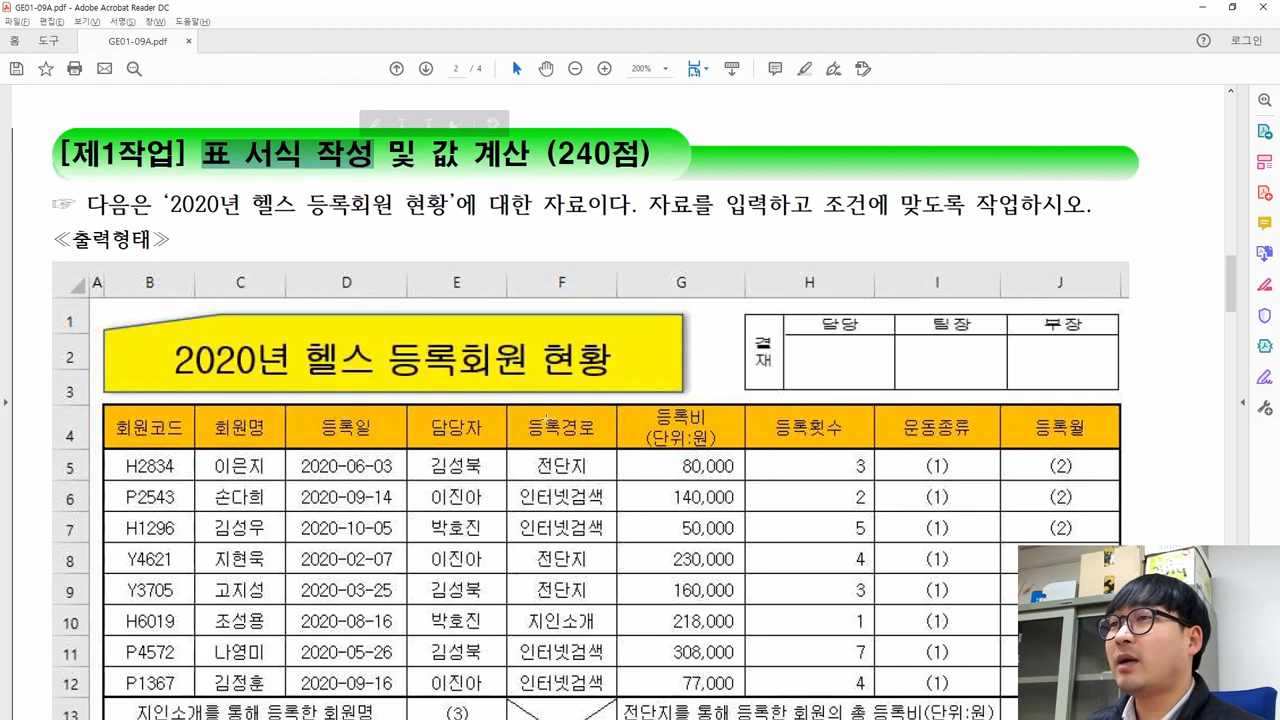 GE01-09A.pdf - Adobe Acrobat Reader DC
파일(F) 편집(E) 보기(V) 서명(S) 창(W) 도움말(H)
홈 도구 GE01-09A.pdf × 로그인
2 / 4 200%
[제1작업] 표 서식 작성 및 값 계산 (240점)
☞ 다음은 ‘2020년 헬스 등록회원 현황’에 대한 자료이다. 자료를 입력하고 조건에 맞도록 작업하시오.
≪출력형태≫
A B C D E F G H I J
1 담당 팀장 부장
2 2020년 헬스 등록회원 현황 결재
3
4 회원코드 회원명 등록일 담당자 등록경로 등록비 (단위:원) 등록횟수 운동종류 등록월
5 H2834 이은지 2020-06-03 김성북 전단지 80,000 3 (1) (2)
6 P2543 손다희 2020-09-14 이진아 인터넷검색 140,000 2 (1) (2)
7 H1296 김성우 2020-10-05 박호진 인터넷검색 50,000 5 (1) (2)
8 Y4621 지현욱 2020-02-07 이진아 전단지 230,000 4 (1)
9 Y3705 고지성 2020-03-25 김성북 전단지 160,000 3 (1)
10 H6019 조성용 2020-08-16 박호진 지인소개 218,000 1 (1)
11 P4572 나영미 2020-05-26 김성북 인터넷검색 308,000 7 (1)
12 P1367 김정훈 2020-09-16 이진아 인터넷검색 77,000 4 (1)
13 지인소개를 통해 등록한 회원명 (3) 전단지를 통해 등록한 회원의 총 등록비(단위:원)